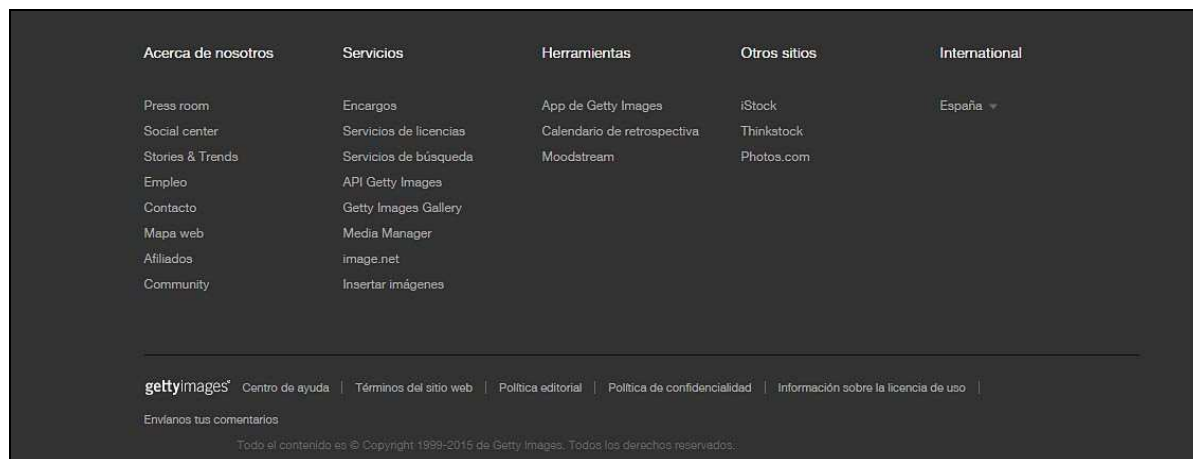 Acerca de nosotros
Press room
Social center
Stories & Trends
Empleo
Contacto
Mapa web
Afiliados
Community
Servicios
Encargos
Servicios de licencias
Servicios de búsqueda
API Getty Images
Getty Images Gallery
Media Manager
image.net
Insertar imágenes
Herramientas
App de Getty Images
Calendario de retrospectiva
Moodstream
Otros sitios
iStock
Thinkstock
Photos.com
International
España
gettyimages® Centro de ayuda | Términos del sitio web | Política editorial | Política de confidencialidad | Información sobre la licencia de uso |
Envíanos tus comentarios
Todo el contenido es © Copyright 1999-2015 de Getty Images. Todos los derechos reservados.